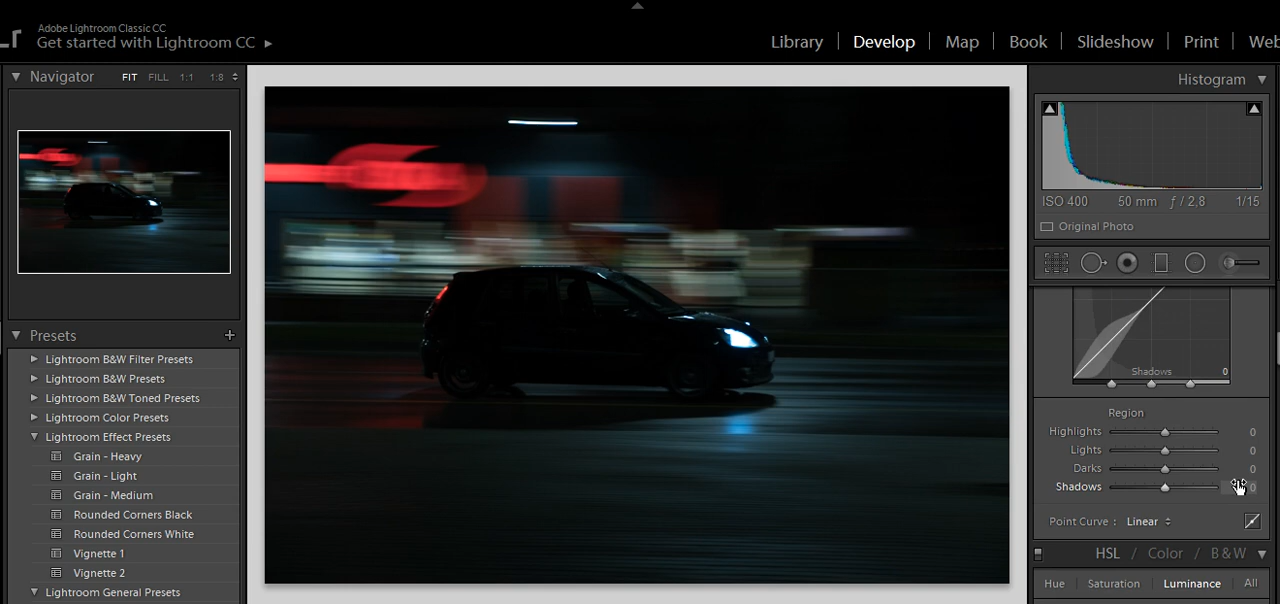 Adobe Lightroom Classic CC
Get started with Lightroom CC
Library Develop Map Book Slideshow Print Web
Navigator FIT FILL 1:1 1:8
Histogram
ISO 400 50 mm ƒ / 2,8 1/15
Original Photo
Presets
Lightroom B&W Filter Presets
Lightroom B&W Presets
Lightroom B&W Toned Presets
Lightroom Color Presets
Lightroom Effect Presets
Grain - Heavy
Grain - Light
Grain - Medium
Rounded Corners Black
Rounded Corners White
Vignette 1
Vignette 2
Lightroom General Presets
Shadows 0
Region
Highlights 0
Lights 0
Darks 0
Shadows 0
Point Curve : Linear
HSL / Color / B & W
Hue Saturation Luminance All